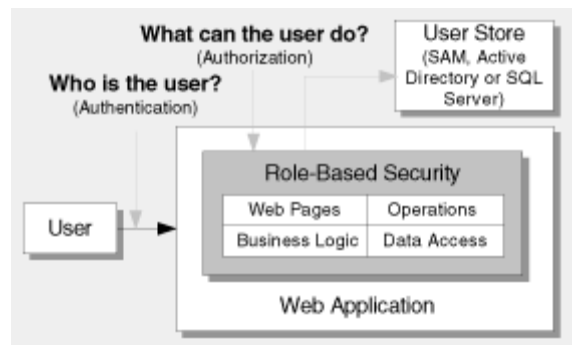 What can the user do?
(Authorization)
Who is the user?
(Authentication)
User Store
(SAM, Active
Directory or SQL
Server)
User
Role-Based Security
Web Pages
Operations
Business Logic
Data Access
Web Application